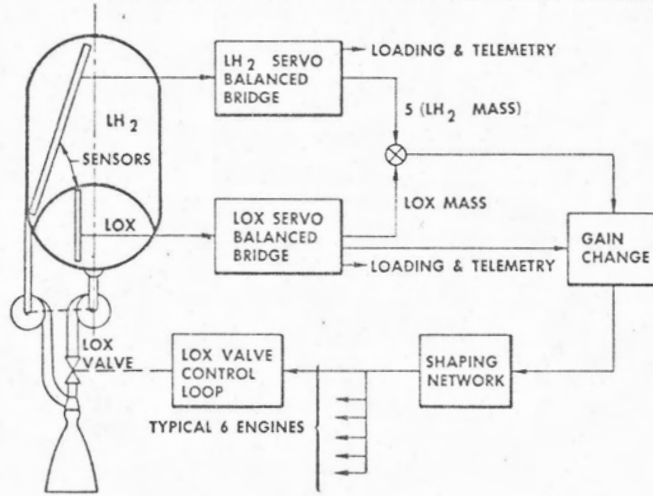 LH2 SERVO
BALANCED
BRIDGE
LOADING & TELEMETRY
5 (LH2 MASS)
LH2
SENSORS
LOX
LOX SERVO
BALANCED
BRIDGE
LOX MASS
LOADING & TELEMETRY
GAIN
CHANGE
LOX
VALVE
LOX VALVE
CONTROL
LOOP
SHAPING
NETWORK
TYPICAL 6 ENGINES